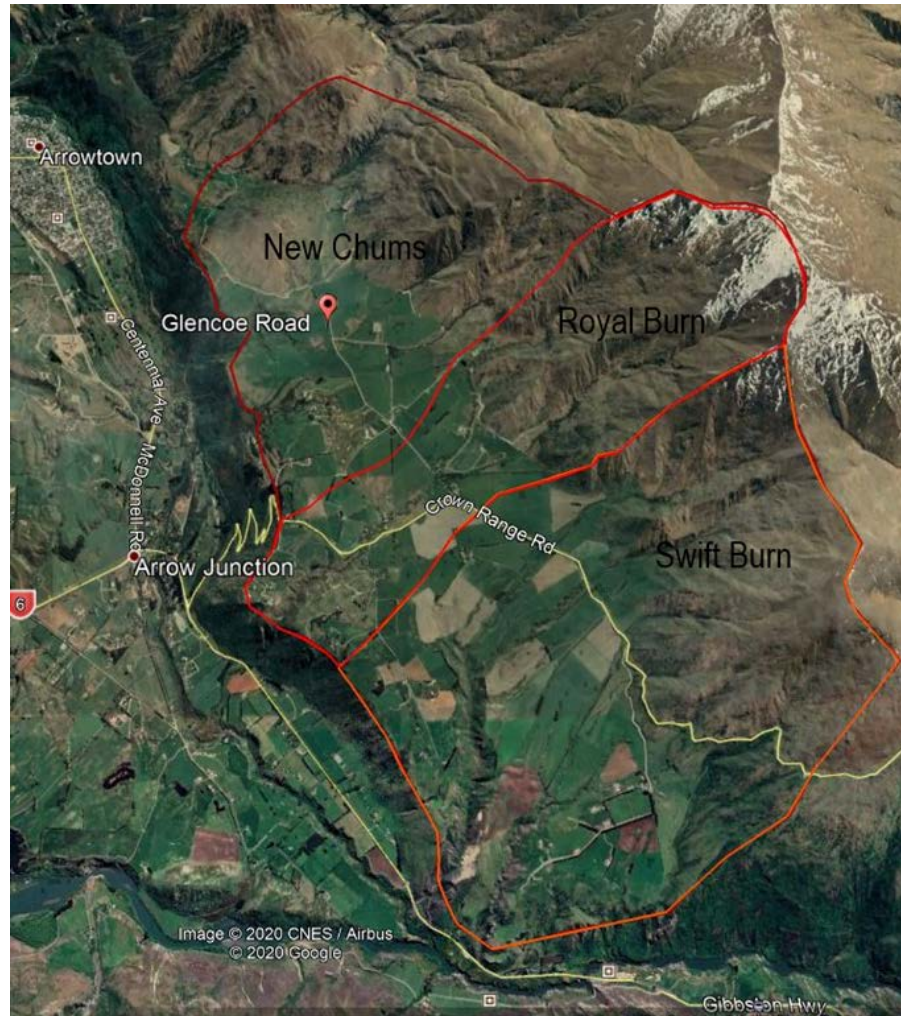 Arrowtown
New Chums
Glencoe Road
Royal Burn
Centennial Ave
McDonnell Rd
Crown Range Rd
Arrow Junction
Swift Burn
6
Image © 2020 CNES / Airbus
© 2020 Google
Gibbston Hwy